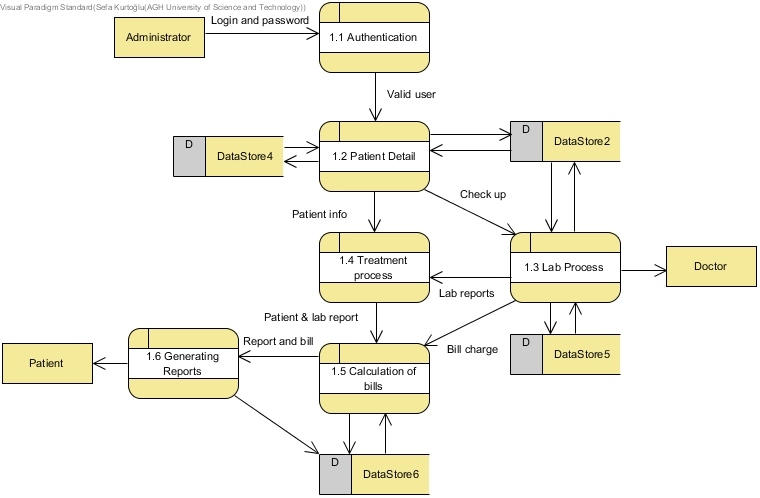 Visual Paradigm Standard(Sefa Kurtoğlu(AGH University of Science and Technology))
Login and password
Administrator
1.1 Authentication
Valid user
D
DataStore4
1.2 Patient Detail
D
DataStore2
Check up
Patient info
1.4 Treatment
process
1.3 Lab Process
Doctor
Lab reports
Patient & lab report
Report and bill
Bill charge
D
DataStore5
Patient
1.6 Generating
Reports
1.5 Calculation of
bills
D
DataStore6